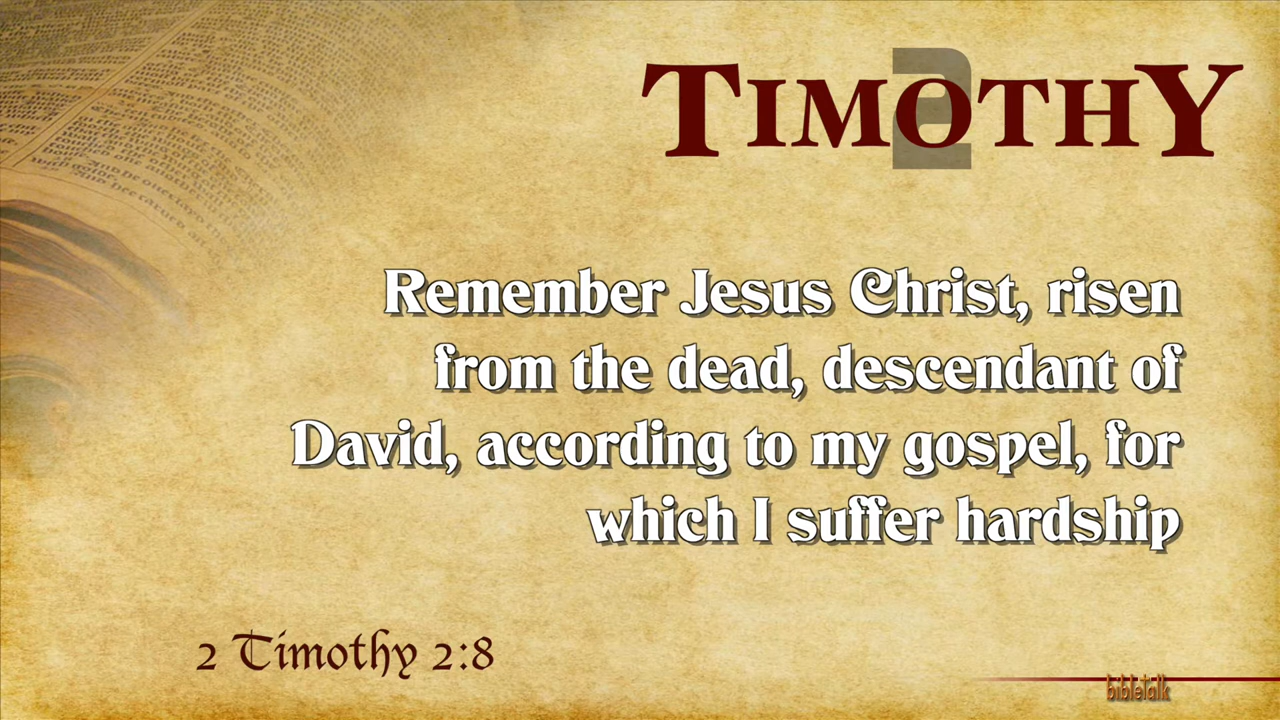 2
TIMOTHY
Remember Jesus Christ, risen
from the dead, descendant of
David, according to my gospel, for
which I suffer hardship
2 Timothy 2:8
bibletalk